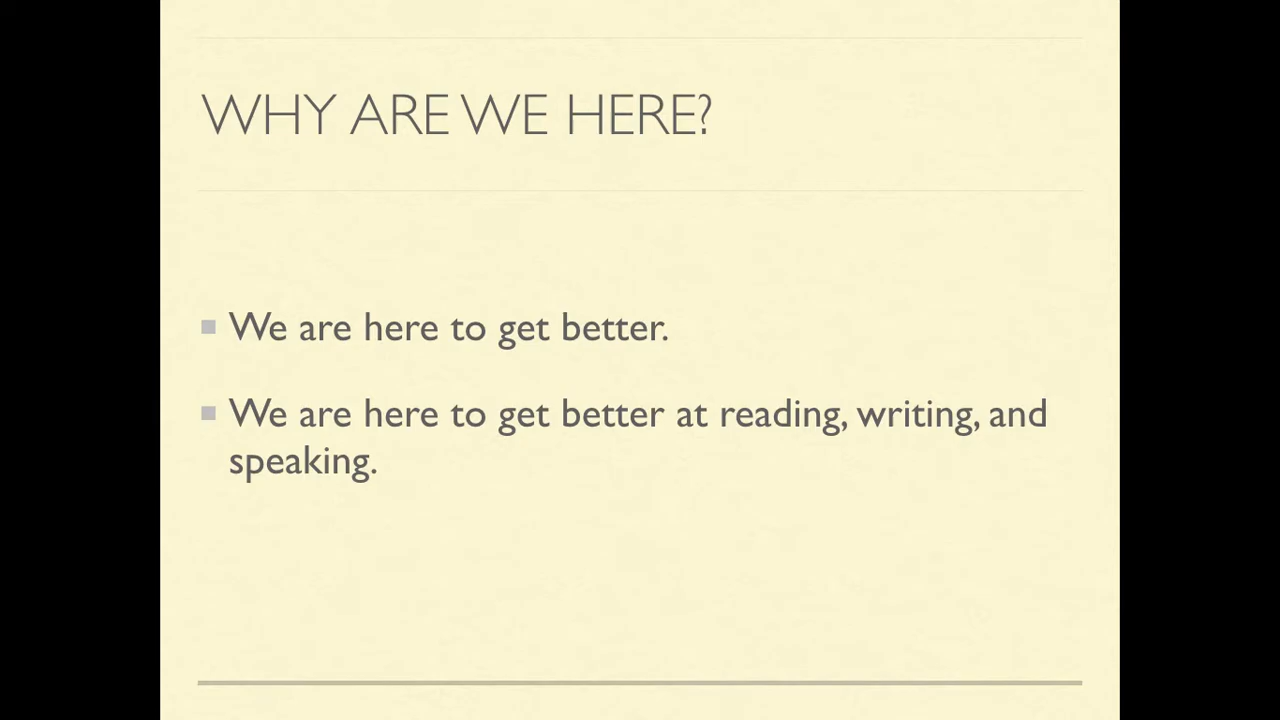 WHY ARE WE HERE?
We are here to get better.
We are here to get better at reading, writing, and
speaking.